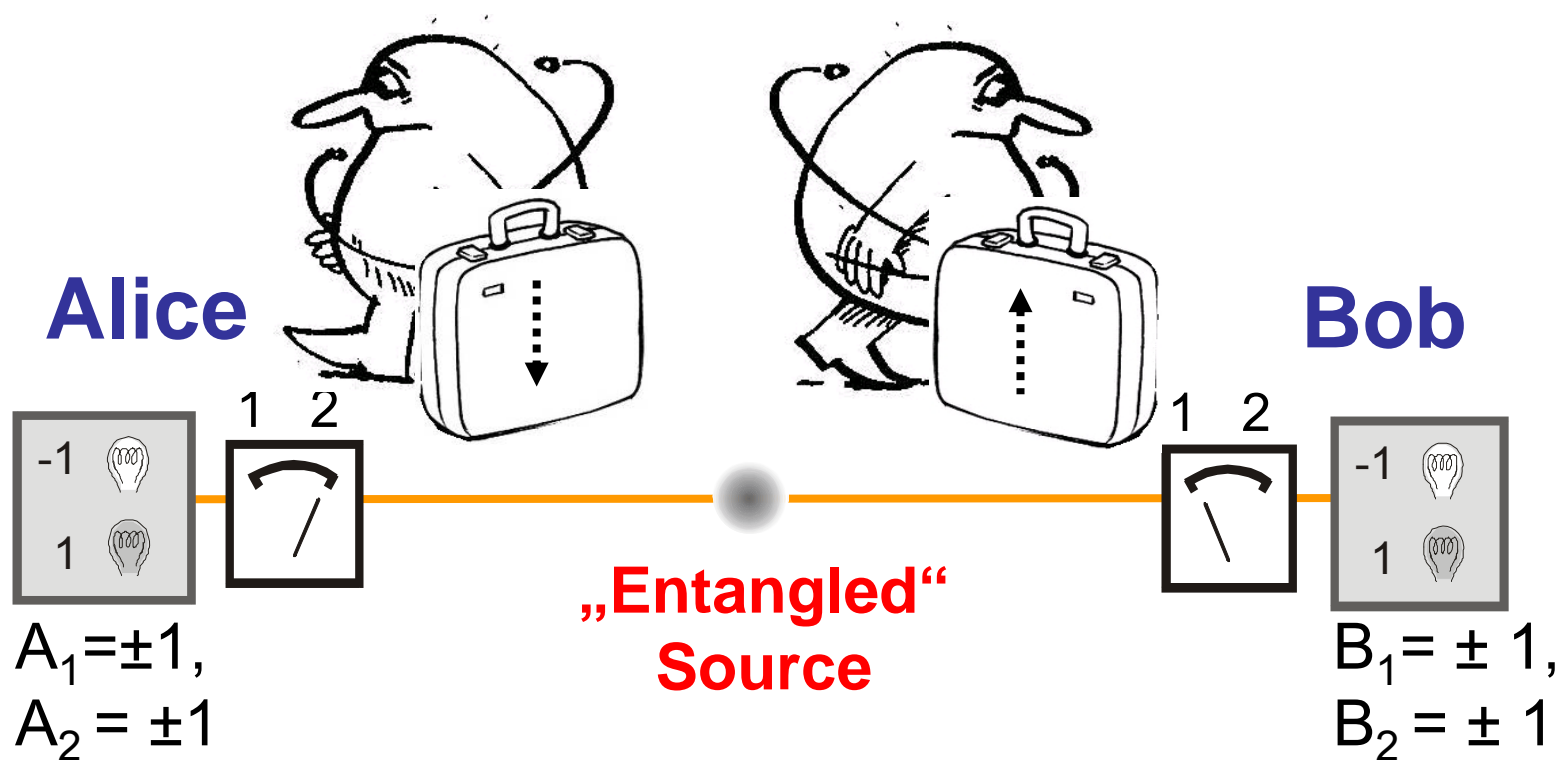 Alice
Bob
1 2
1 2
-1
1
-1
1
„Entangled“
Source
A₁=±1,
A₂ = ±1
B₁= ± 1,
B₂ = ± 1